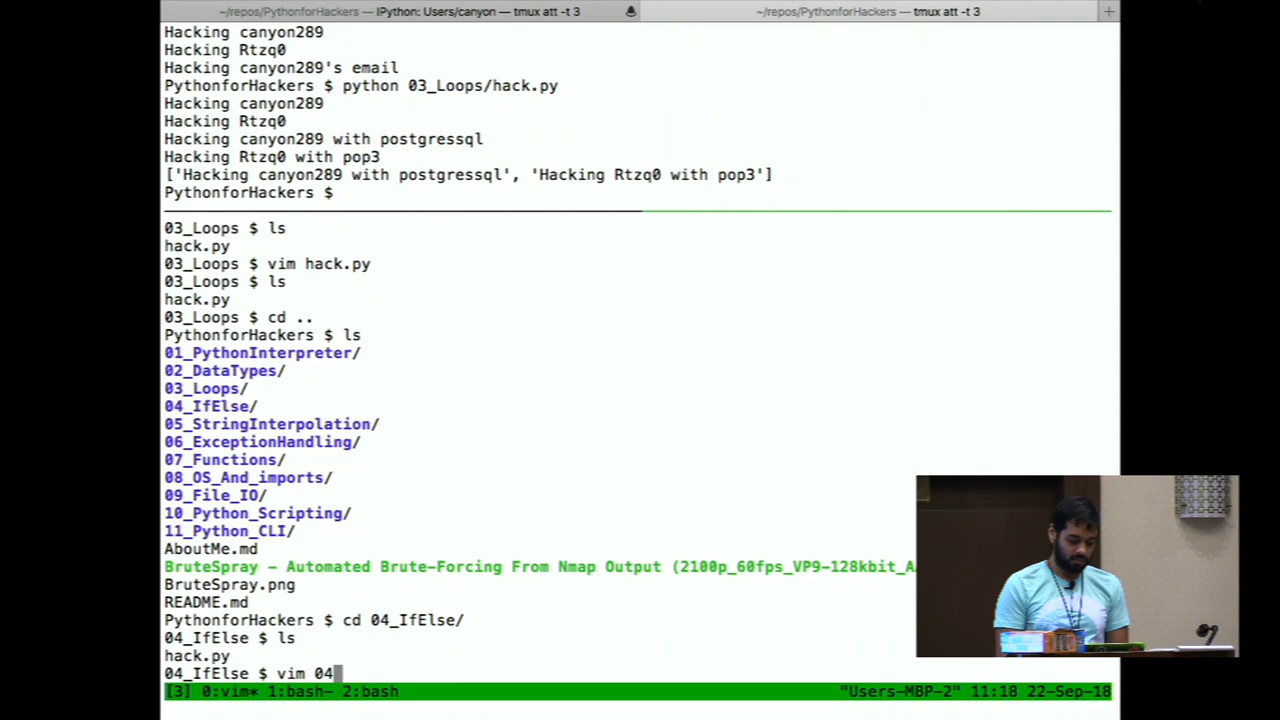 ~/repos/PythonforHackers — IPython: Users/canyon — tmux att -t 3
~/repos/PythonforHackers — tmux att -t 3
Hacking canyon289
Hacking Rtzq0
Hacking canyon289's email
PythonforHackers $ python 03_Loops/hack.py
Hacking canyon289
Hacking Rtzq0
Hacking canyon289 with postgressql
Hacking Rtzq0 with pop3
['Hacking canyon289 with postgressql', 'Hacking Rtzq0 with pop3']
PythonforHackers $
03_Loops $ ls
hack.py
03_Loops $ vim hack.py
03_Loops $ ls
hack.py
03_Loops $ cd ..
PythonforHackers $ ls
01_PythonInterpreter/
02_DataTypes/
03_Loops/
04_IfElse/
05_StringInterpolation/
06_ExceptionHandling/
07_Functions/
08_OS_And_imports/
09_File_IO/
10_Python_Scripting/
11_Python_CLI/
AboutMe.md
BruteSpray - Automated Brute-Forcing From Nmap Output (2100p_60fps_VP9-128kbit_A
BruteSpray.png
README.md
PythonforHackers $ cd 04_IfElse/
04_IfElse $ ls
hack.py
04_IfElse $ vim 04
[3] 0:vim* 1:bash- 2:bash "Users-MBP-2" 11:18 22-Sep-18